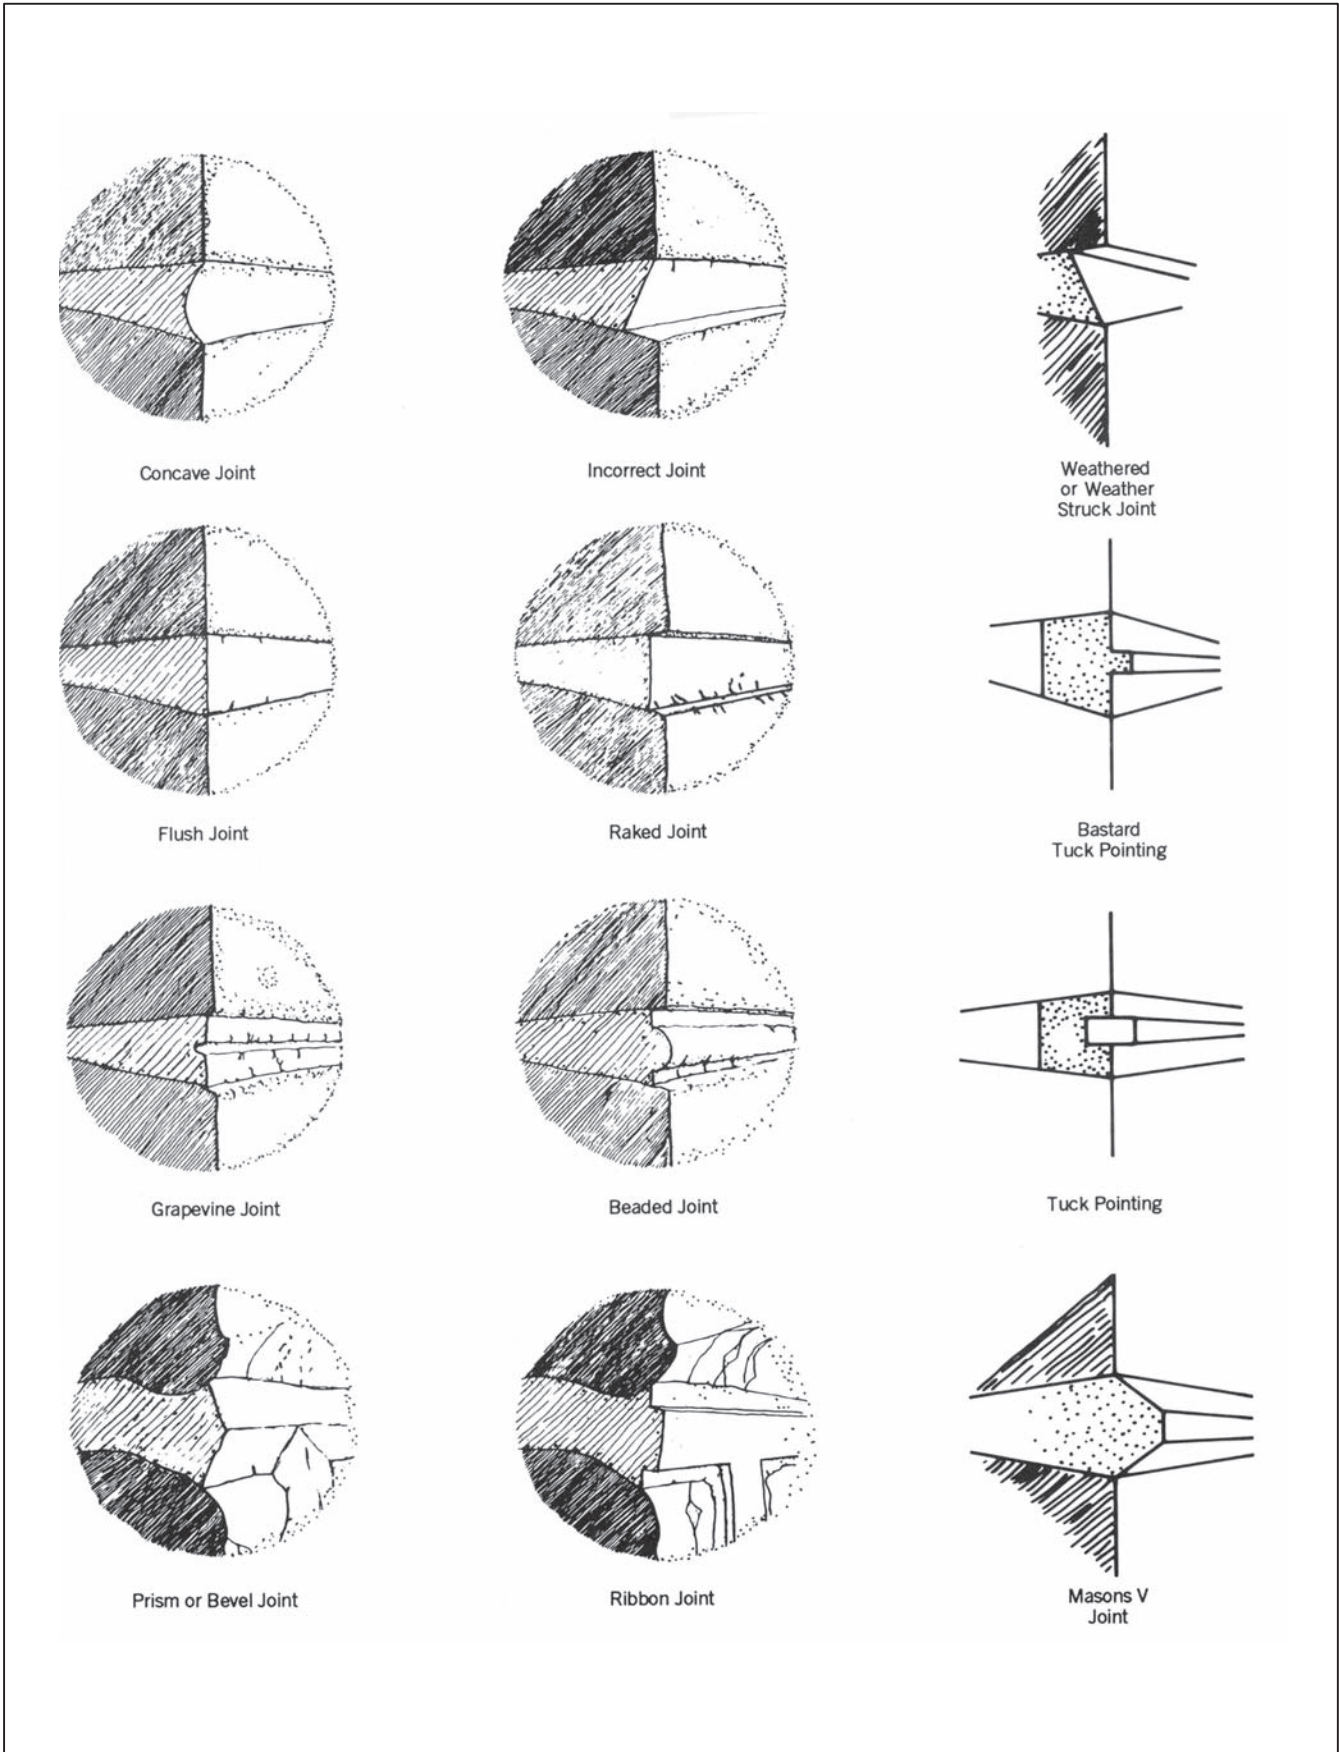 Concave Joint
Incorrect Joint
Weathered
or Weather
Struck Joint
Flush Joint
Raked Joint
Bastard
Tuck Pointing
Grapevine Joint
Beaded Joint
Tuck Pointing
Prism or Bevel Joint
Ribbon Joint
Masons V
Joint